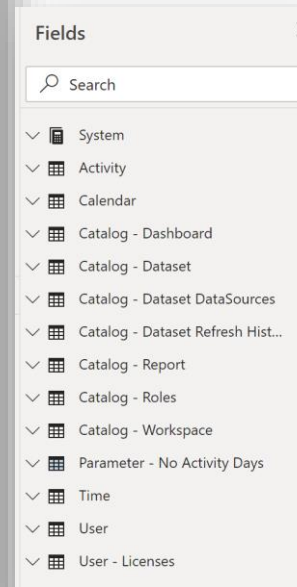 Fields
Search
System
Activity
Calendar
Catalog - Dashboard
Catalog - Dataset
Catalog - Dataset DataSources
Catalog - Dataset Refresh Hist...
Catalog - Report
Catalog - Roles
Catalog - Workspace
Parameter - No Activity Days
Time
User
User - Licenses